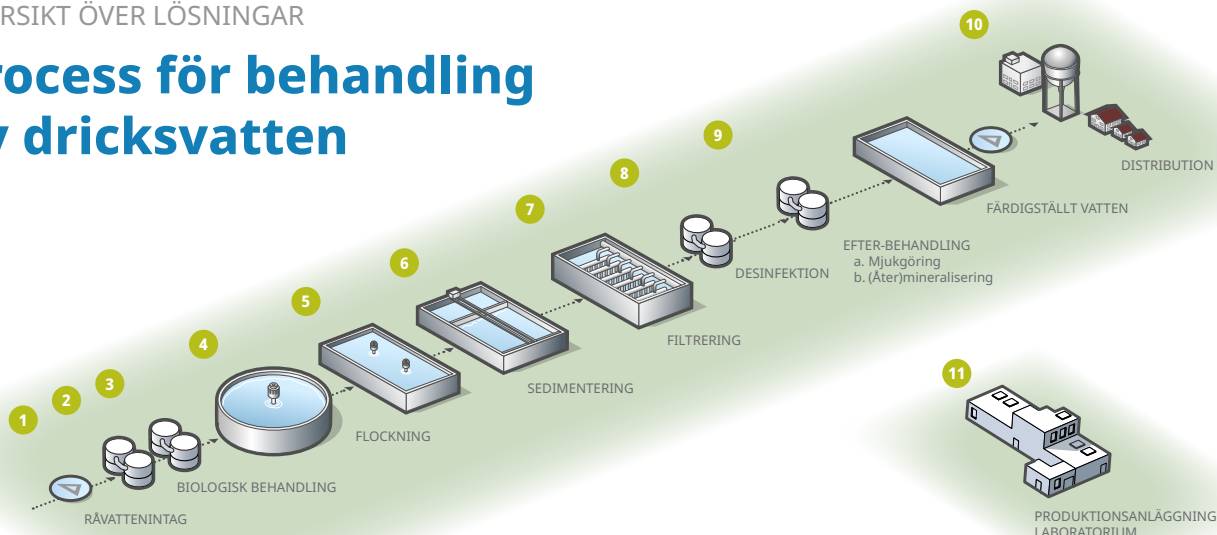 RSIKT ÖVER LÖSNINGAR
rocess för behandling
dricksvatten
10
9
8
7
6
5
4
3
2
1
DISTRIBUTION
FÄRDIGSTÄLLT VATTEN
EFTER-BEHANDLING
a. Mjukgöring
b. (Åter)mineralisering
DESINFEKTION
FILTRERING
SEDIMENTERING
FLOCKNING
BIOLOGISK BEHANDLING
RÅVATTENINTAG
11
PRODUKTIONSANLÄGGNING
LABORATORIUM